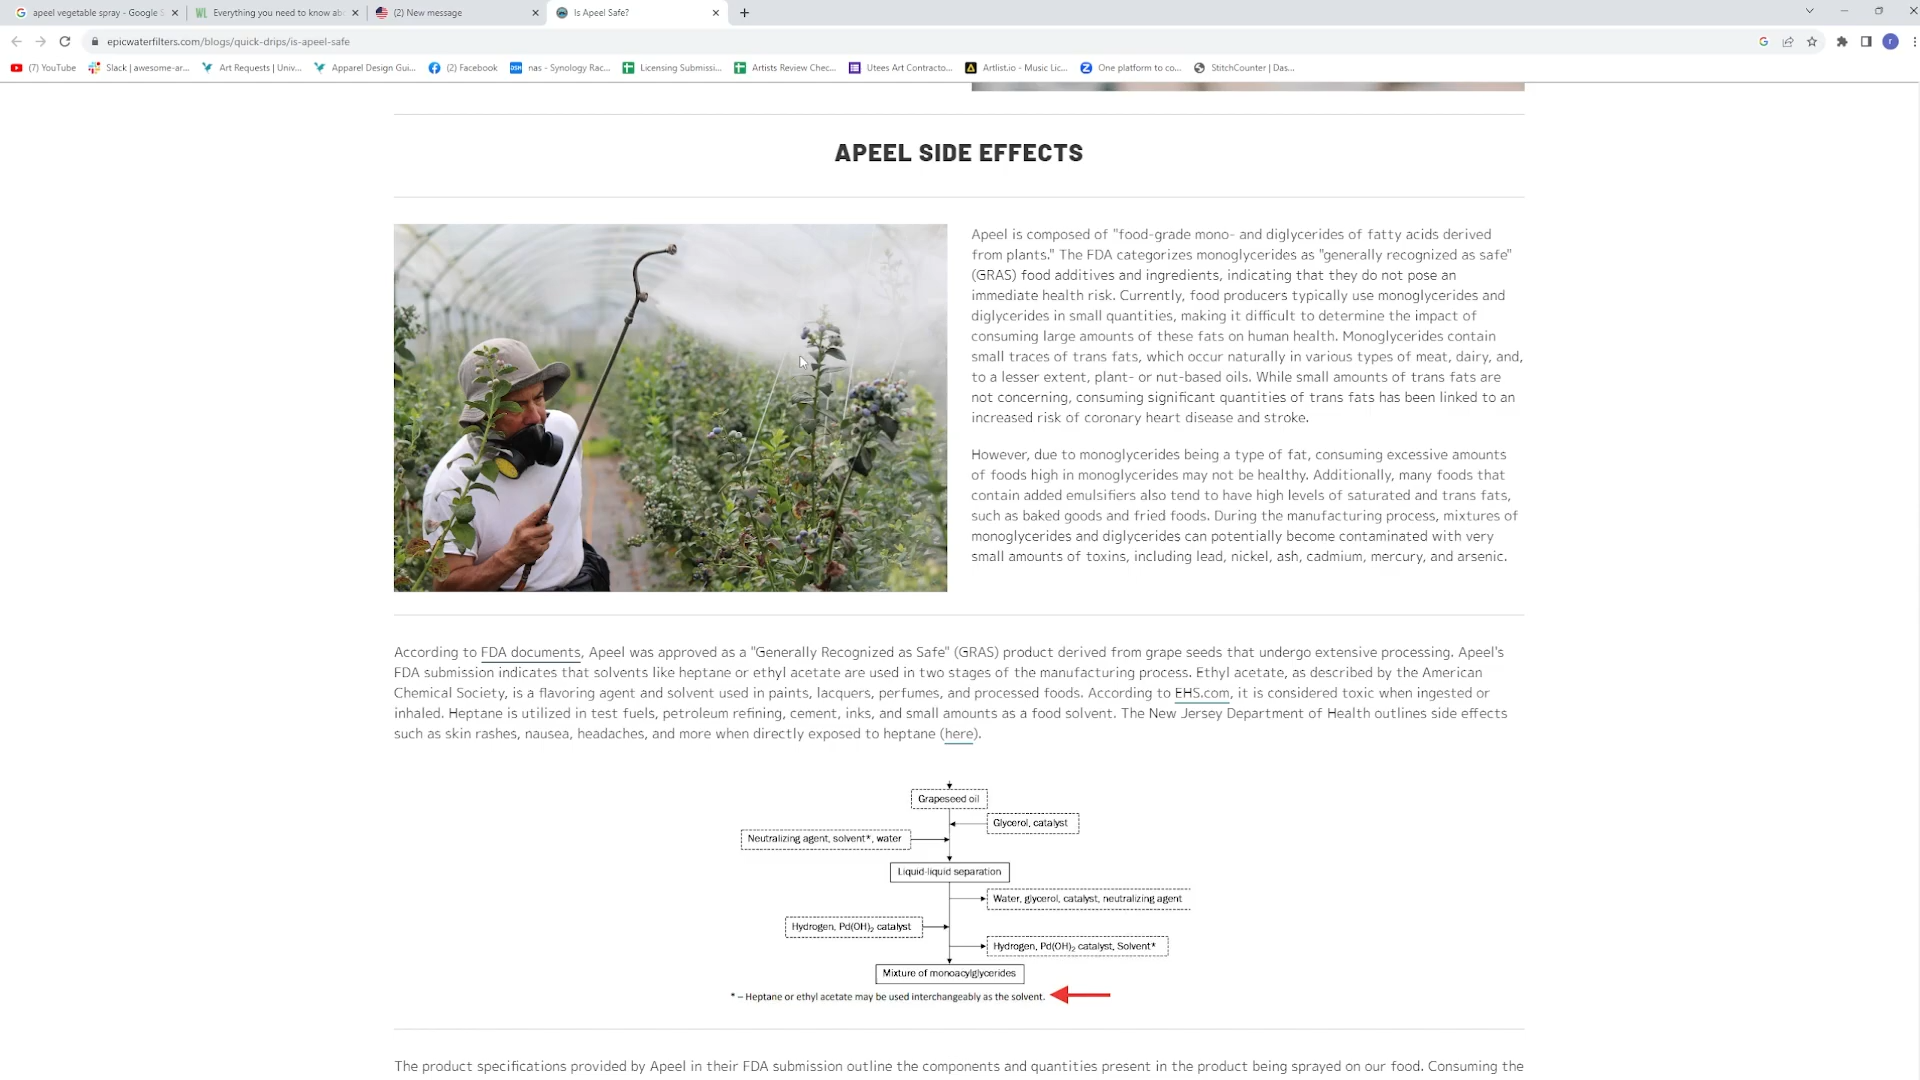 apeel vegetable spray - Google S
Everything you need to know abo
(2) New message
Is Apeel Safe?
epicwaterfilters.com/blogs/quick-drips/is-apeel-safe
(7) YouTube
Slack | awesome-ar...
Art Requests | Univ...
Apparel Design Gui...
(2) Facebook
nas - Synology Rac...
Licensing Submissi...
Artists Review Chec...
Utees Art Contracto...
Artlist.io - Music Lic...
One platform to co...
StitchCounter | Das...
APEEL SIDE EFFECTS
Apeel is composed of "food-grade mono- and diglycerides of fatty acids derived
from plants." The FDA categorizes monoglycerides as "generally recognized as safe"
(GRAS) food additives and ingredients, indicating that they do not pose an
immediate health risk. Currently, food producers typically use monoglycerides and
diglycerides in small quantities, making it difficult to determine the impact of
consuming large amounts of these fats on human health. Monoglycerides contain
small traces of trans fats, which occur naturally in various types of meat, dairy, and,
to a lesser extent, plant- or nut-based oils. While small amounts of trans fats are
not concerning, consuming significant quantities of trans fats has been linked to an
increased risk of coronary heart disease and stroke.
However, due to monoglycerides being a type of fat, consuming excessive amounts
of foods high in monoglycerides may not be healthy. Additionally, many foods that
contain added emulsifiers also tend to have high levels of saturated and trans fats,
such as baked goods and fried foods. During the manufacturing process, mixtures of
monoglycerides and diglycerides can potentially become contaminated with very
small amounts of toxins, including lead, nickel, ash, cadmium, mercury, and arsenic.
According to FDA documents, Apeel was approved as a "Generally Recognized as Safe" (GRAS) product derived from grape seeds that undergo extensive processing. Apeel's
FDA submission indicates that solvents like heptane or ethyl acetate are used in two stages of the manufacturing process. Ethyl acetate, as described by the American
Chemical Society, is a flavoring agent and solvent used in paints, lacquers, perfumes, and processed foods. According to EHS.com, it is considered toxic when ingested or
inhaled. Heptane is utilized in test fuels, petroleum refining, cement, inks, and small amounts as a food solvent. The New Jersey Department of Health outlines side effects
such as skin rashes, nausea, headaches, and more when directly exposed to heptane (here).
Grapeseed oil
Glycerol, catalyst
Neutralizing agent, solvent*, water
Liquid-liquid separation
Water, glycerol, catalyst, neutralizing agent
Hydrogen, Pd(OH)₂ catalyst
Hydrogen, Pd(OH)₂ catalyst, Solvent*
Mixture of monoacylglycerides
* – Heptane or ethyl acetate may be used interchangeably as the solvent.
The product specifications provided by Apeel in their FDA submission outline the components and quantities present in the product being sprayed on our food. Consuming the